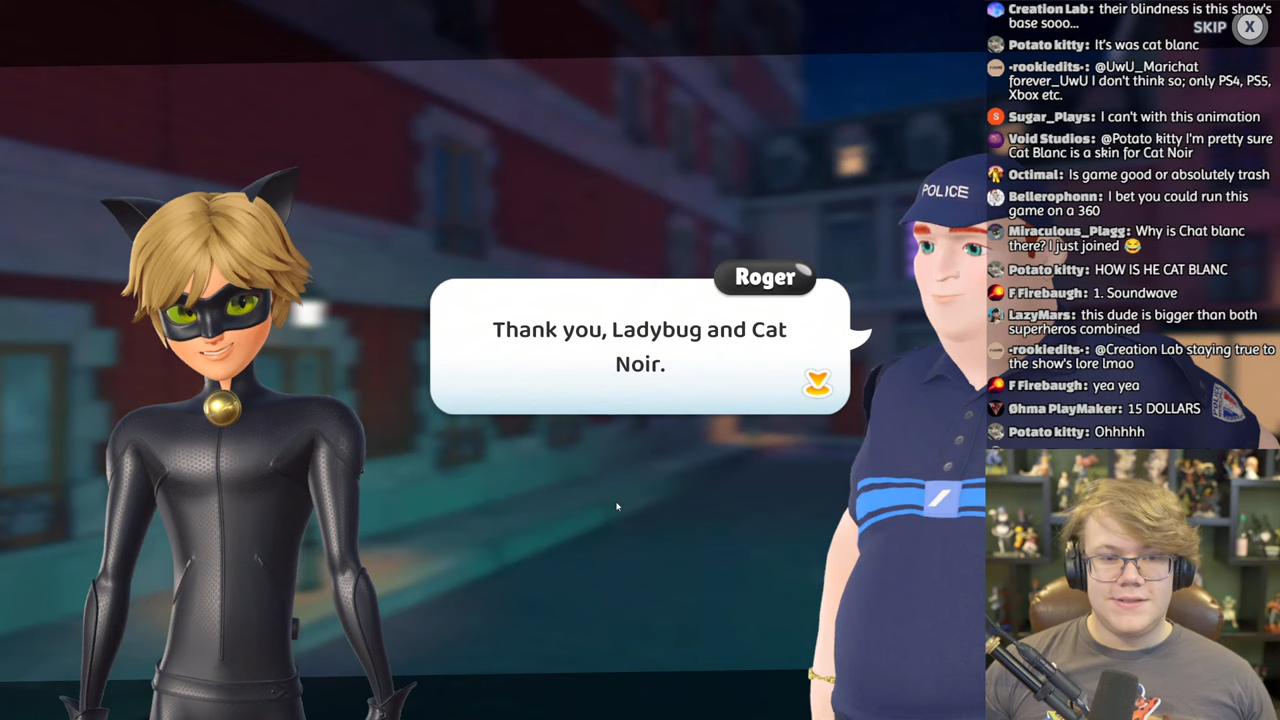 Creation Lab: their blindness is this show's
base sooo...
SKIP X
Potato kitty: It's was cat blanc
-rookiedits-: @UwU_Marichat
forever_UwU I don't think so; only PS4, PS5,
Xbox etc.
S Sugar_Plays: I can't with this animation
Void Studios: @Potato kitty I'm pretty sure
Cat Blanc is a skin for Cat Noir
Octimal: Is game good or absolutely trash
Bellerophonn: I bet you could run this
game on a 360
Miraculous_Plagg: Why is Chat blanc
there? I just joined 😂
Potato kitty: HOW IS HE CAT BLANC
F Firebaugh: 1. Soundwave
LazyMars: this dude is bigger than both
superheros combined
-rookiedits-: @Creation Lab staying true to
the show's lore lmao
F Firebaugh: yea yea
Øhma PlayMaker: 15 DOLLARS
Potato kitty: Ohhhhh
POLICE
Roger
Thank you, Ladybug and Cat
Noir.